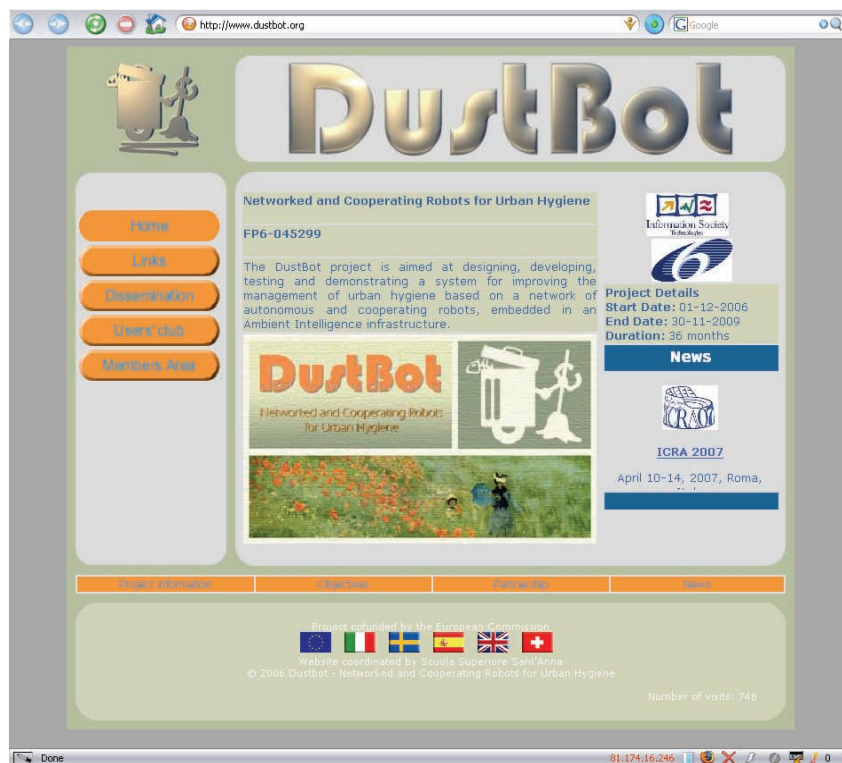 http://www.dustbot.org
Google
DustBot
Home
Links
Dissemination
Users' club
Members Area
Networked and Cooperating Robots for Urban Hygiene
FP6-045299
The DustBot project is aimed at designing, developing,
testing and demonstrating a system for improving the
management of urban hygiene based on a network of
autonomous and cooperating robots, embedded in an
Ambient Intelligence infrastructure.
DustBot
Networked and Cooperating Robots
for Urban Hygiene
Information Society
Technologies
6
Project Details
Start Date: 01-12-2006
End Date: 30-11-2009
Duration: 36 months
News
ICRA07
ICRA 2007
April 10-14, 2007, Roma,
Project Information
Objectives
Partnership
News
Project cofunded by the European Commission
Website coordinated by Scuola Superiore Sant'Anna
© 2006 Dustbot - Networked and Cooperating Robots for Urban Hygiene
Number of visits: 746
Done
81.174.16.246
0